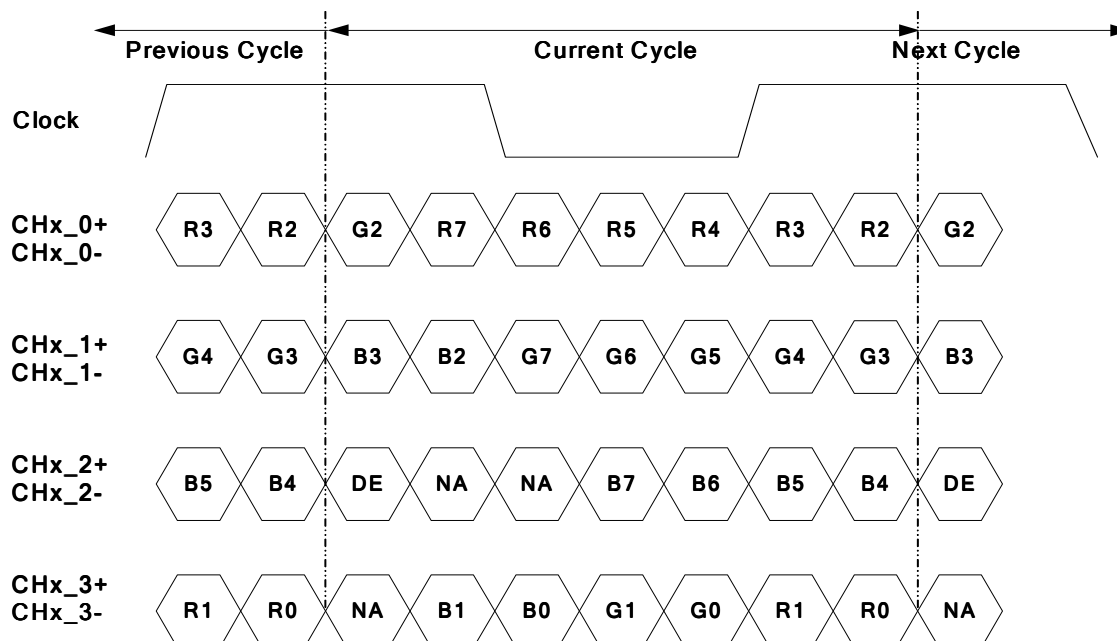 Previous Cycle Current Cycle Next Cycle
Clock
CHx_0+
CHx_0-
R3 R2 G2 R7 R6 R5 R4 R3 R2 G2
CHx_1+
CHx_1-
G4 G3 B3 B2 G7 G6 G5 G4 G3 B3
CHx_2+
CHx_2-
B5 B4 DE NA NA B7 B6 B5 B4 DE
CHx_3+
CHx_3-
R1 R0 NA B1 B0 G1 G0 R1 R0 NA